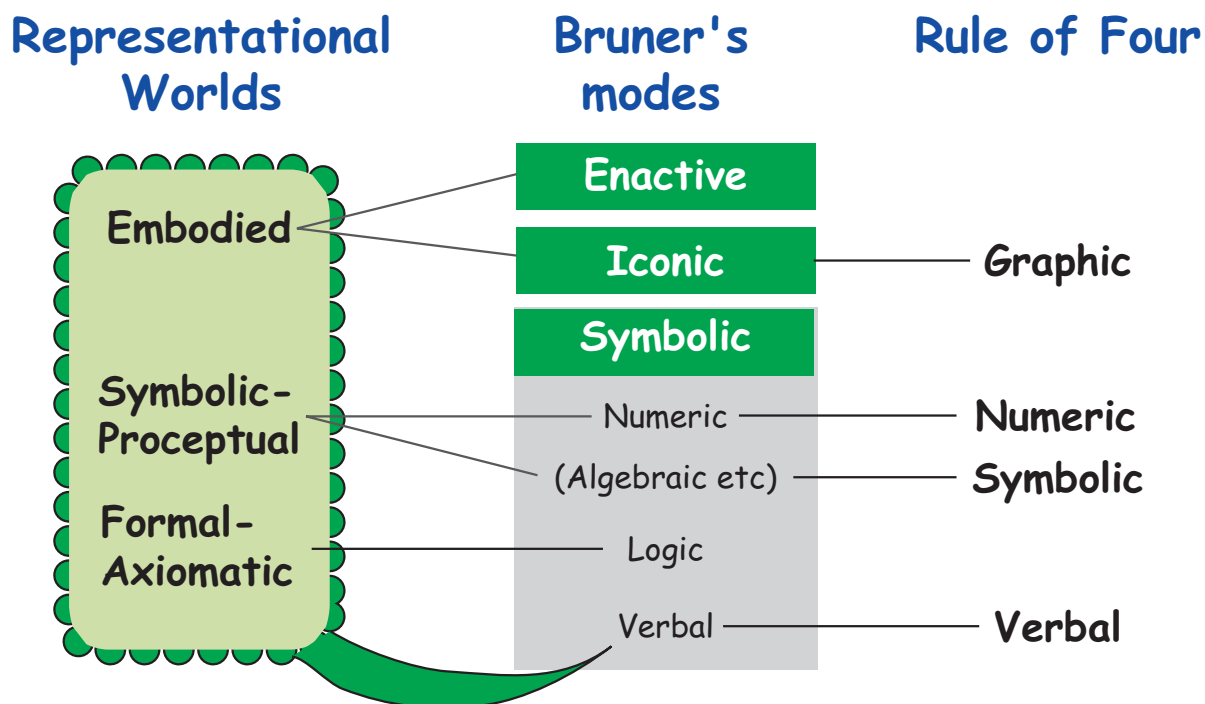 Representational
Worlds
Bruner's
modes
Rule of Four
Embodied
Symbolic-
Proceptual
Formal-
Axiomatic
Enactive
Iconic
Symbolic
Numeric
(Algebraic etc)
Logic
Verbal
Graphic
Numeric
Symbolic
Verbal